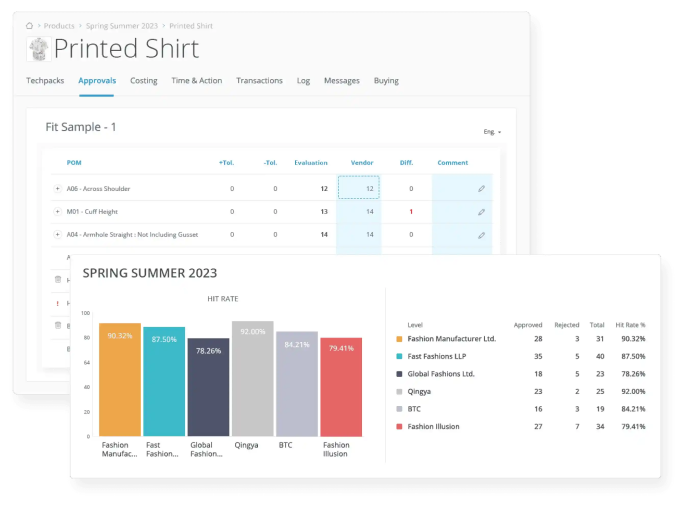 Products Spring Summer 2023 Printed Shirt
Printed Shirt
Techpacks Approvals Costing Time & Action Transactions Log Messages Buying
Fit Sample - 1
Eng.
POM +Tol. -Tol. Evaluation Vendor Diff. Comment
A06 - Across Shoulder 0 0 12 12 0
M01 - Cuff Height 0 0 13 14 1
A04 - Armhole Straight : Not Including Gusset 0 0 14 14 0
SPRING SUMMER 2023
HIT RATE
100
80
64
40
20
0
90.32%
87.50%
78.26%
92.00%
84.21%
79.41%
Fashion Manufac...
Fast Fashion...
Global Fashion...
Qingya
BTC
Fashion Illusion
Level Approved Rejected Total Hit Rate %
Fashion Manufacturer Ltd. 28 3 31 90.32%
Fast Fashions LLP 35 5 40 87.50%
Global Fashions Ltd. 18 5 23 78.26%
Qingya 23 2 25 92.00%
BTC 16 3 19 84.21%
Fashion Illusion 27 7 34 79.41%